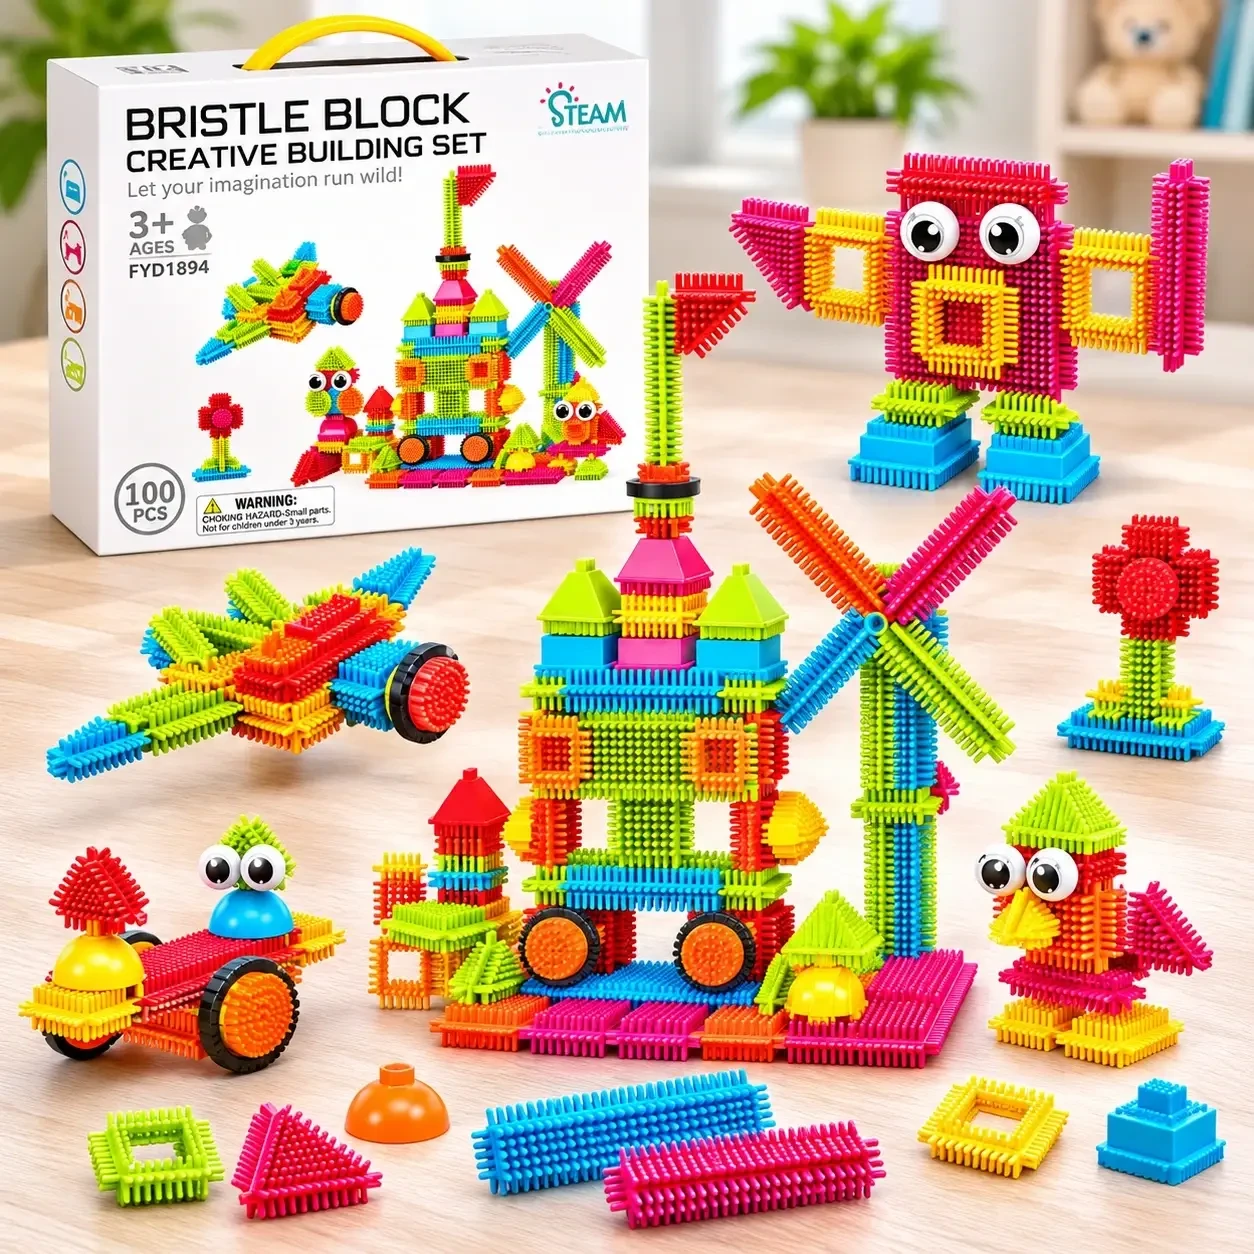 BRISTLE BLOCK
CREATIVE BUILDING SET
Let your imagination run wild!
3+
AGES
FYD1894
STEAM
100
PCS
WARNING:
CHOKING HAZARD-Small parts.
Not for children under 3 years.